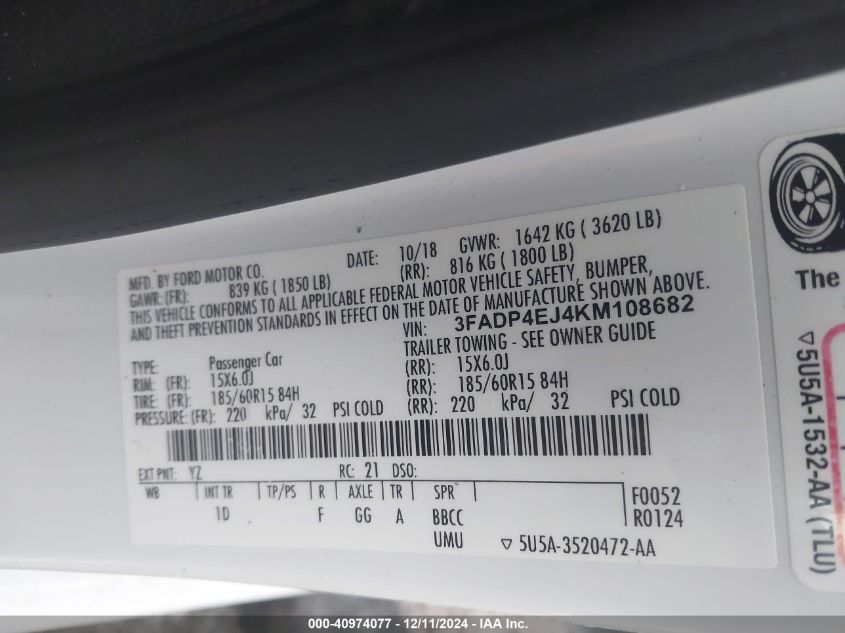 MFD. BY FORD MOTOR CO. DATE: 10/18 GVWR: 1642 KG ( 3620 LB)
GAWR: (FR): 839 KG ( 1850 LB) (RR): 816 KG ( 1800 LB)
THIS VEHICLE CONFORMS TO ALL APPLICABLE FEDERAL MOTOR VEHICLE SAFETY, BUMPER,
AND THEFT PREVENTION STANDARDS IN EFFECT ON THE DATE OF MANUFACTURE SHOWN ABOVE.
VIN: 3FADP4EJ4KM108682
TRAILER TOWING - SEE OWNER GUIDE
TYPE: Passenger Car
RIM: (FR): 15X6.0J (RR): 15X6.0J
TIRE: (FR): 185/60R15 84H (RR): 185/60R15 84H
PRESSURE: (FR): 220 kPa/ 32 PSI COLD (RR): 220 kPa/ 32 PSI COLD
EXT PNT: YZ RC: 21 DSO:
WB INT TR TP/PS R AXLE TR SPR F0052
1D F GG A BBCC R0124
UMU ▽ 5U5A-3520472-AA
The
▽5U5A-1532-AA (TLU)
000-40974077 - 12/11/2024 - IAA Inc.